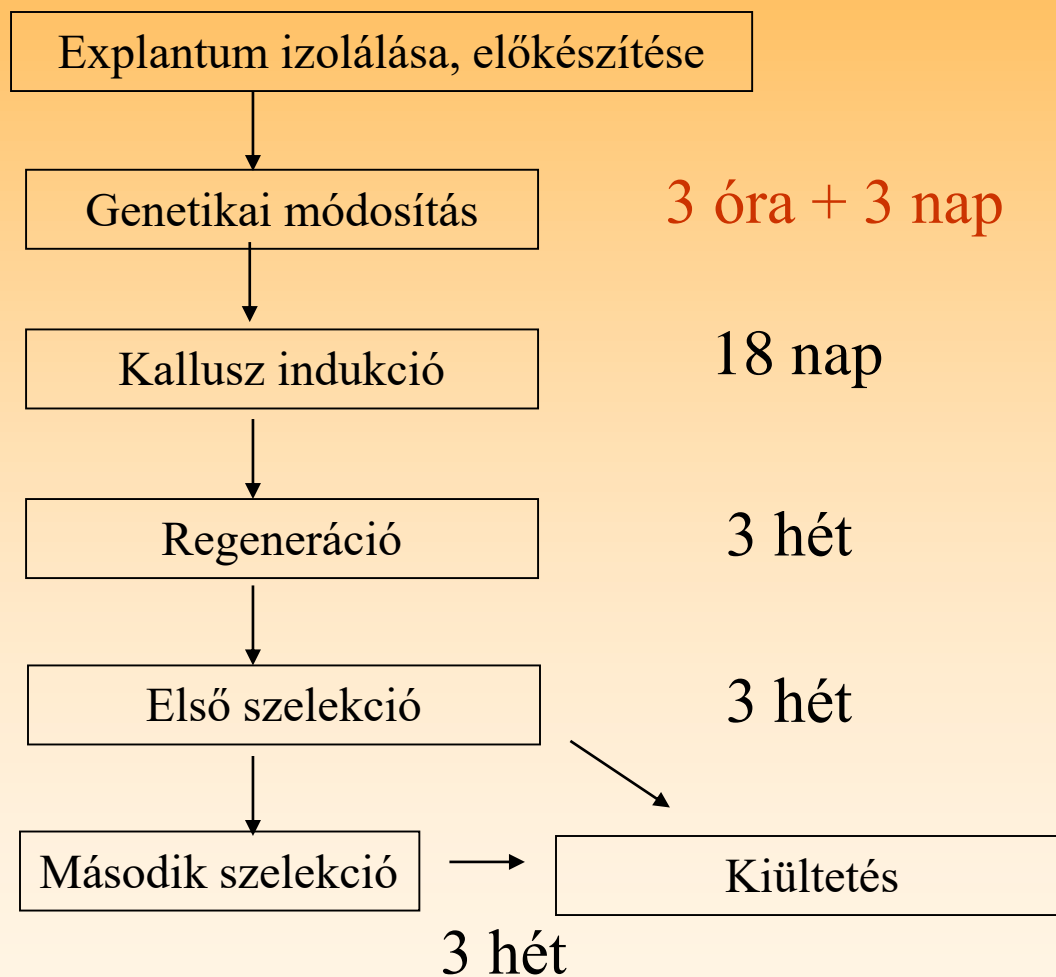 Explantum izolálása, előkészítése
Genetikai módosítás
3 óra + 3 nap
Kallusz indukció
18 nap
Regeneráció
3 hét
Első szelekció
3 hét
Második szelekció
Kiültetés
3 hét